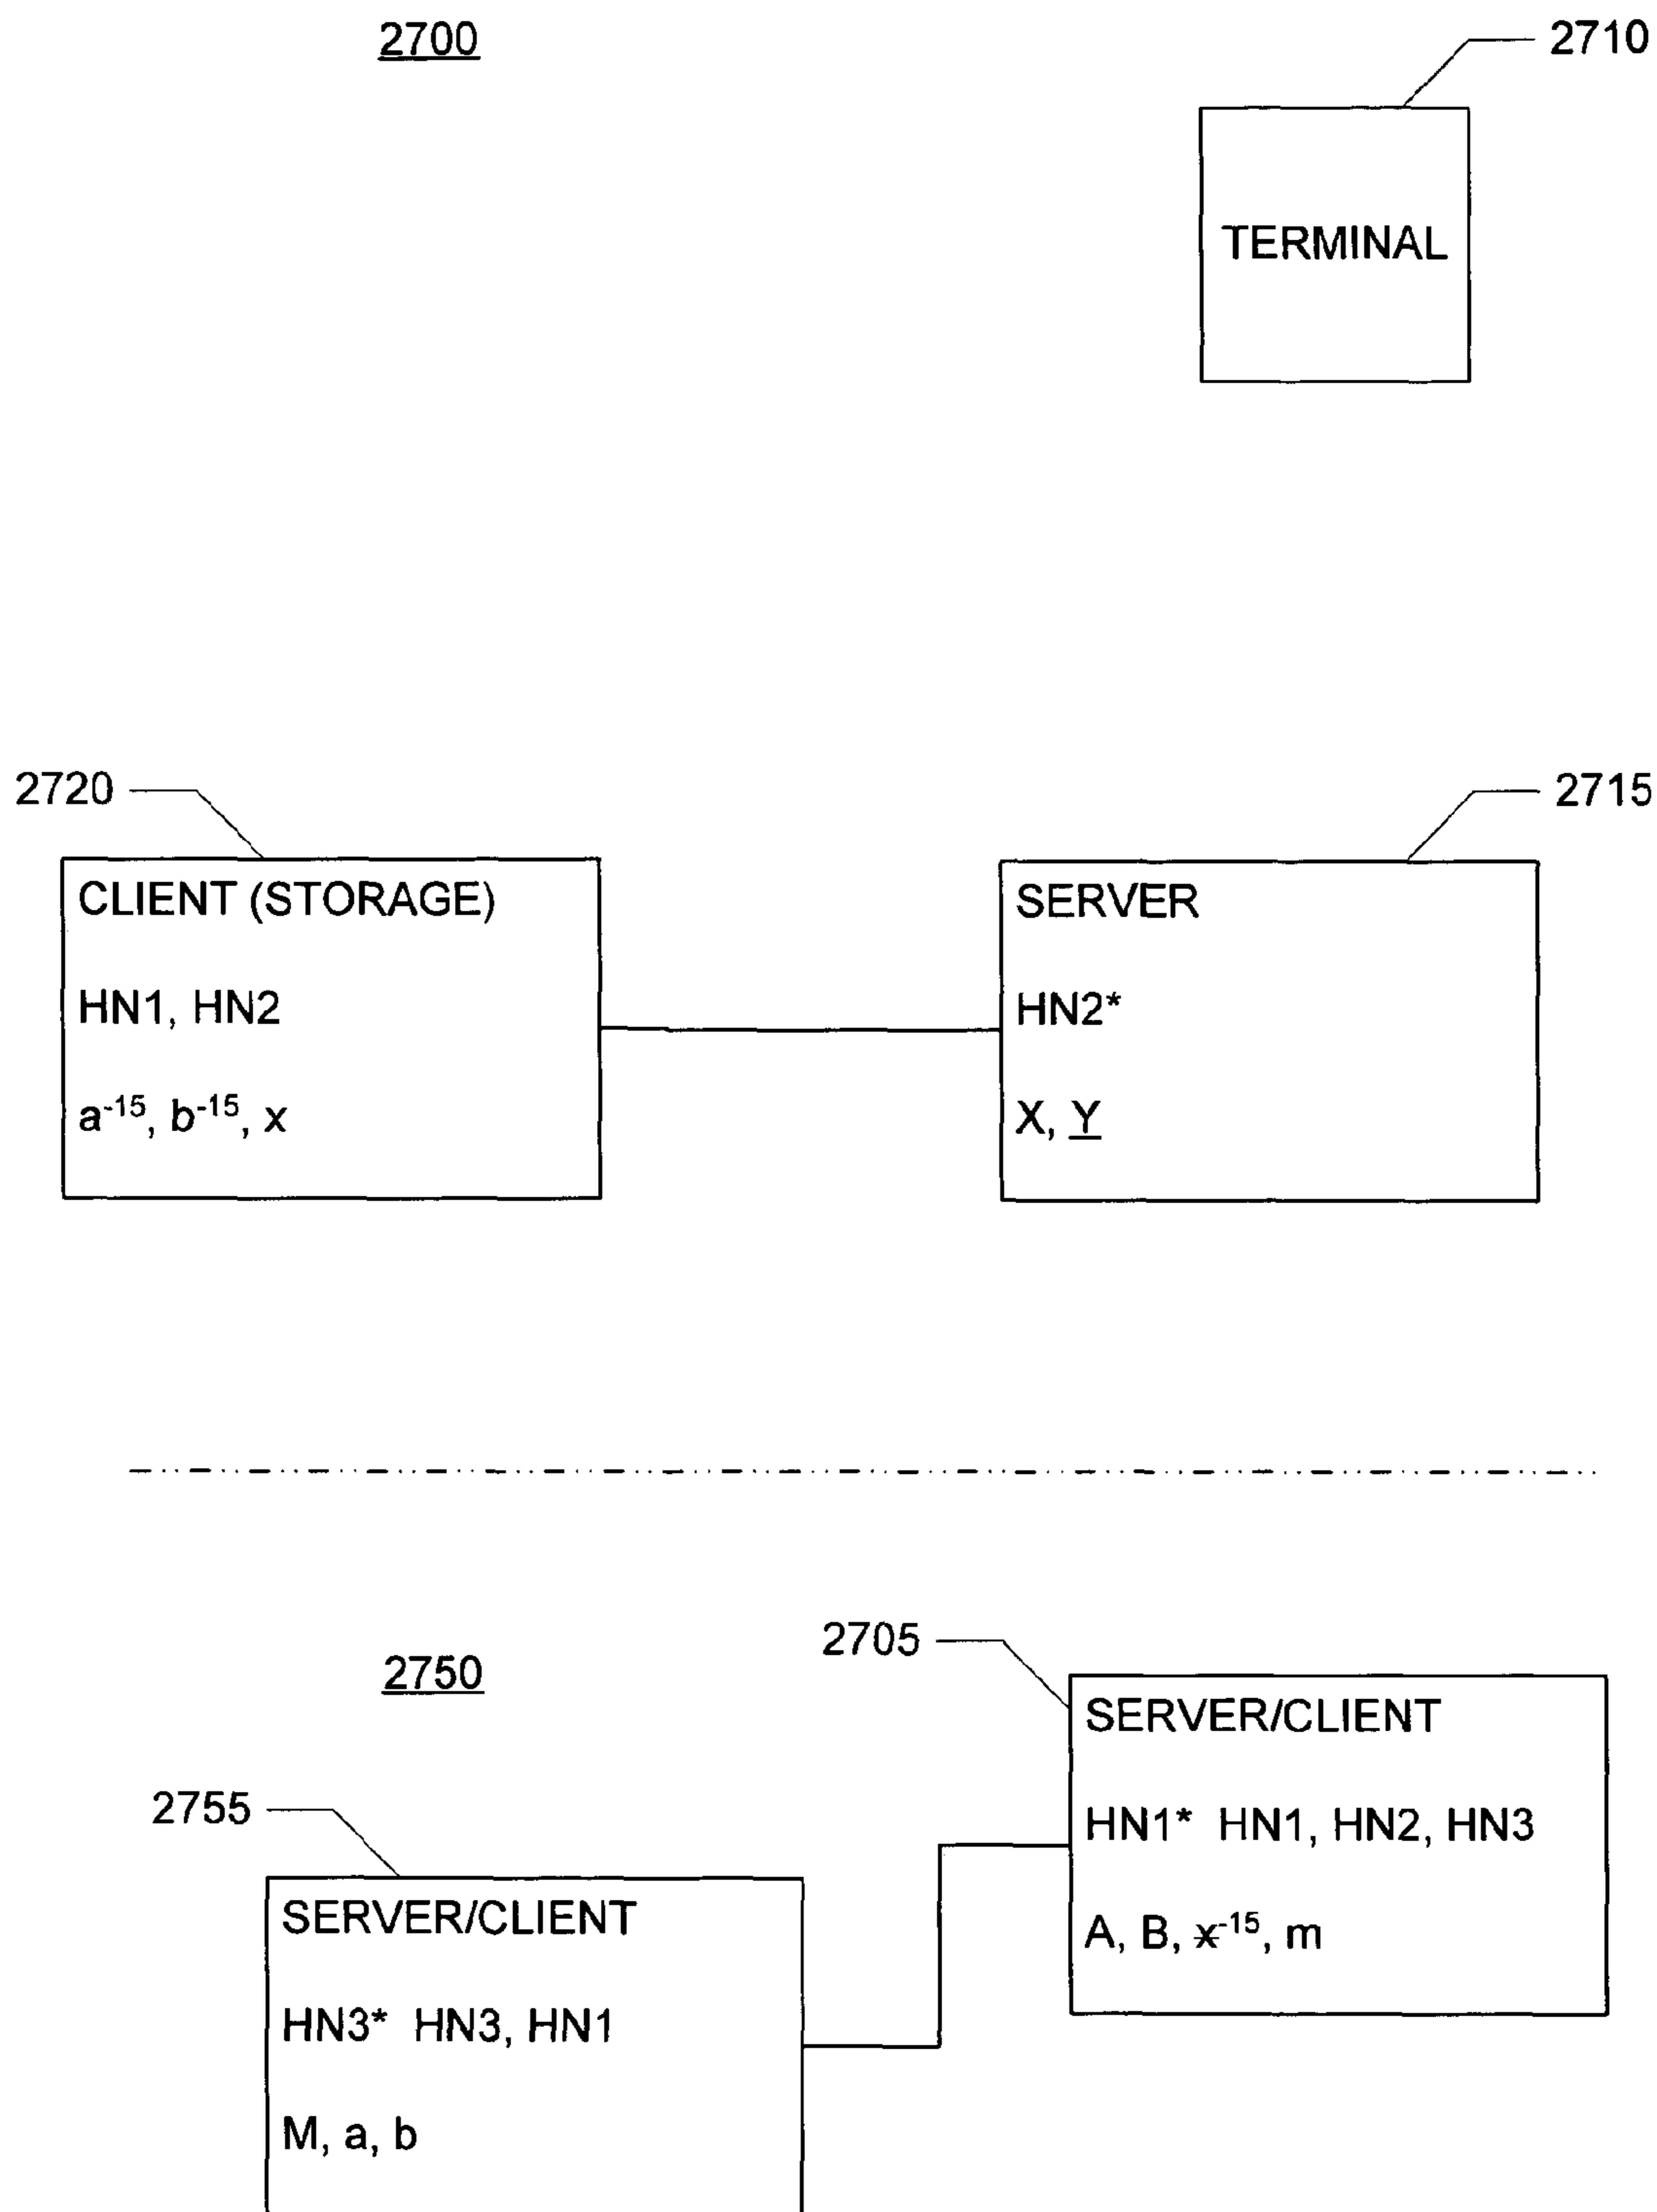 2700
2710
TERMINAL
2720
2715
CLIENT (STORAGE)
HN1, HN2
a⁻¹⁵, b⁻¹⁵, x
SERVER
HN2*
X, Y
2750
2705
SERVER/CLIENT
HN1* HN1, HN2, HN3
A, B, x⁻¹⁵, m
2755
SERVER/CLIENT
HN3* HN3, HN1
M, a, b